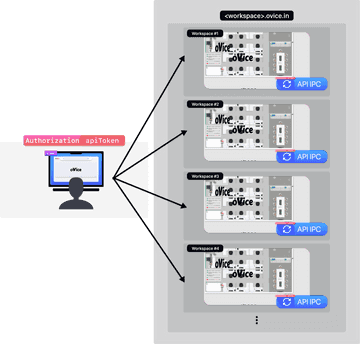 <workspace>.ovice.in
Workspace #1
oVice
oVice
API IPC
Workspace #2
oVice
oVice
API IPC
Authorization apiToken
oVice
Workspace #3
oVice
oVice
API IPC
Workspace #4
oVice
oVice
API IPC